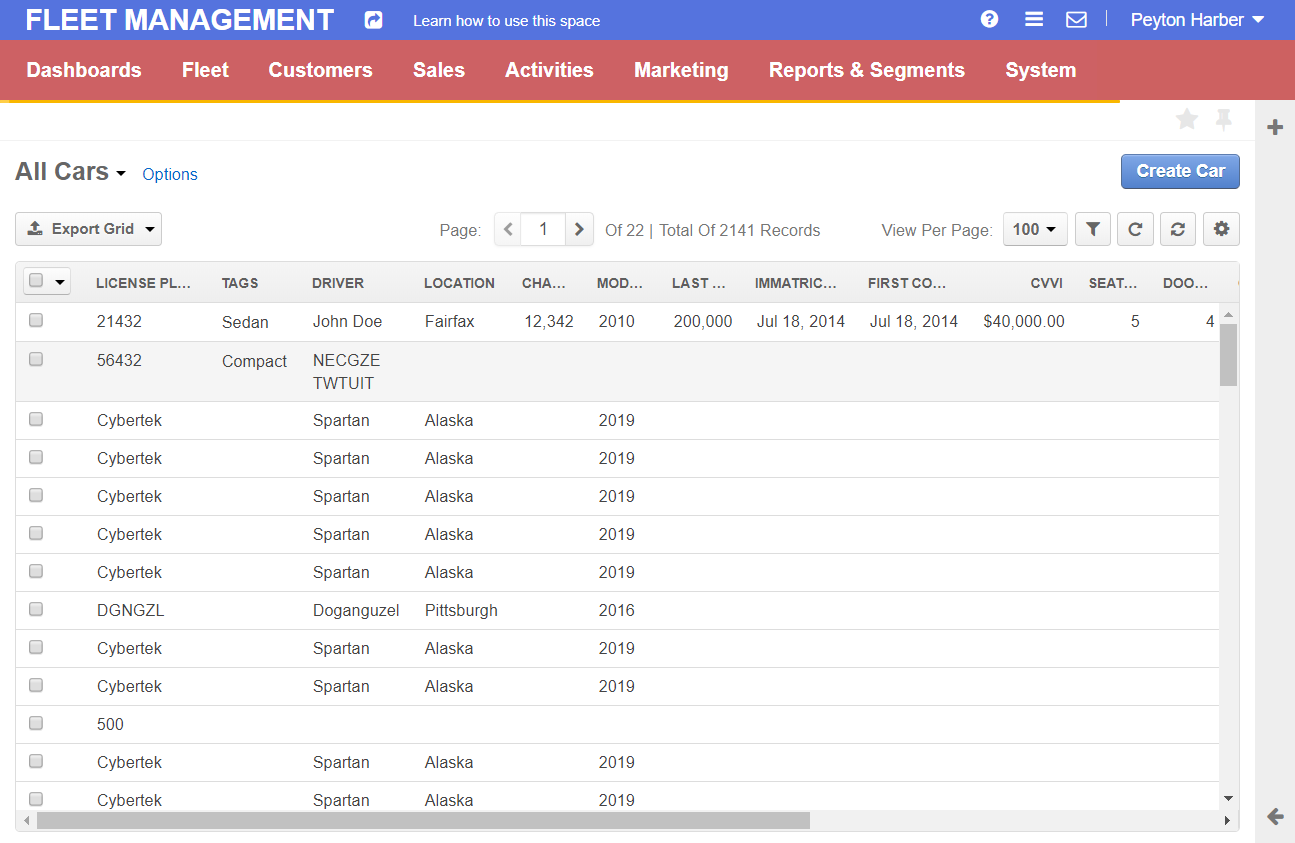 FLEET MANAGEMENT Learn how to use this space Peyton Harber
Dashboards Fleet Customers Sales Activities Marketing Reports & Segments System
All Cars Options Create Car
Export Grid Page: 1 Of 22 | Total Of 2141 Records View Per Page: 100
LICENSE PL... TAGS DRIVER LOCATION CHA... MOD... LAST ... IMMATRIC... FIRST CO... CVVI SEAT... DOO...
21432 Sedan John Doe Fairfax 12,342 2010 200,000 Jul 18, 2014 Jul 18, 2014 $40,000.00 5 4
56432 Compact NECGZE
TWTUIT
Cybertek Spartan Alaska 2019
Cybertek Spartan Alaska 2019
Cybertek Spartan Alaska 2019
Cybertek Spartan Alaska 2019
Cybertek Spartan Alaska 2019
DGNGZL Doganguzel Pittsburgh 2016
Cybertek Spartan Alaska 2019
Cybertek Spartan Alaska 2019
500
Cybertek Spartan Alaska 2019
Cybertek Spartan Alaska 2019